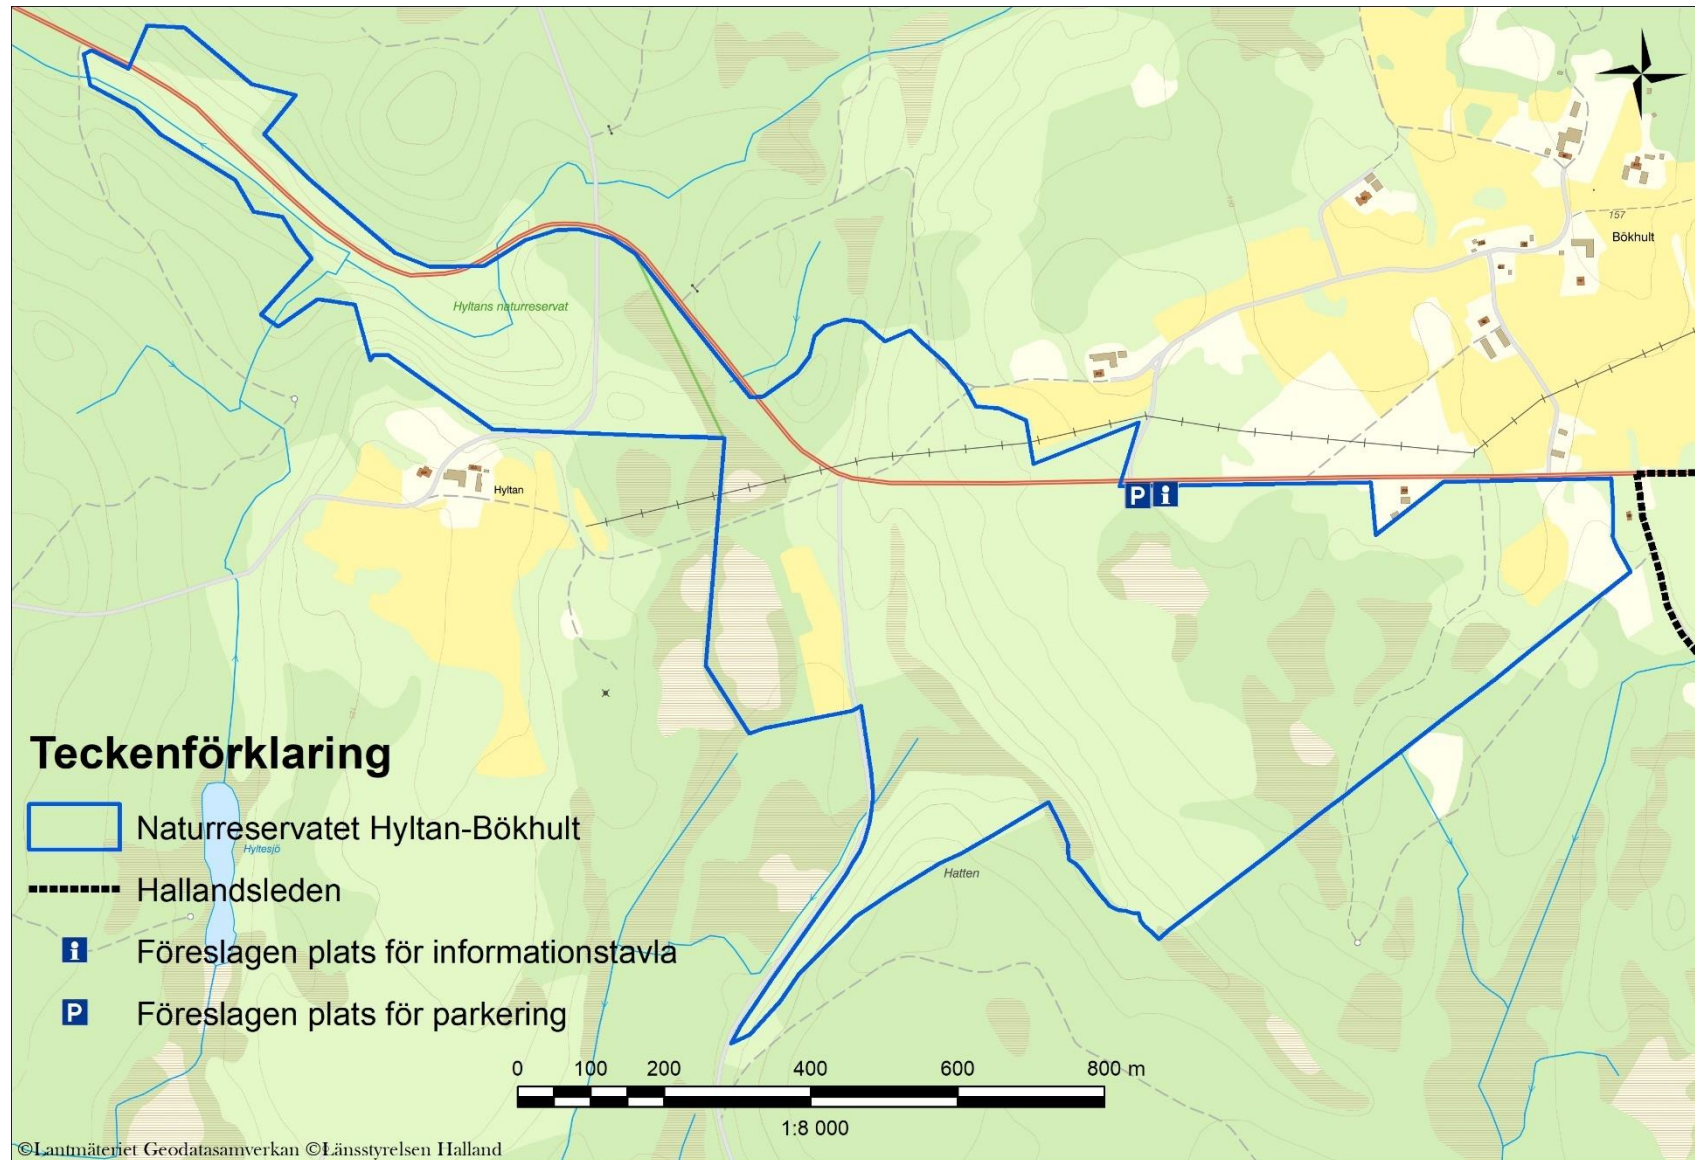 157
Bökhult
Hyltans naturreservat
Hyltan
Teckenförklaring
Naturreservatet Hyltan-Bökhult
Hyltesjö
Hallandsleden
Hatten
i
Föreslagen plats för informationstavla
P
Föreslagen plats för parkering
P i
0 100 200 400 600 800 m
1:8 000
©Lantmäteriet Geodatasamverkan ©Länsstyrelsen Halland